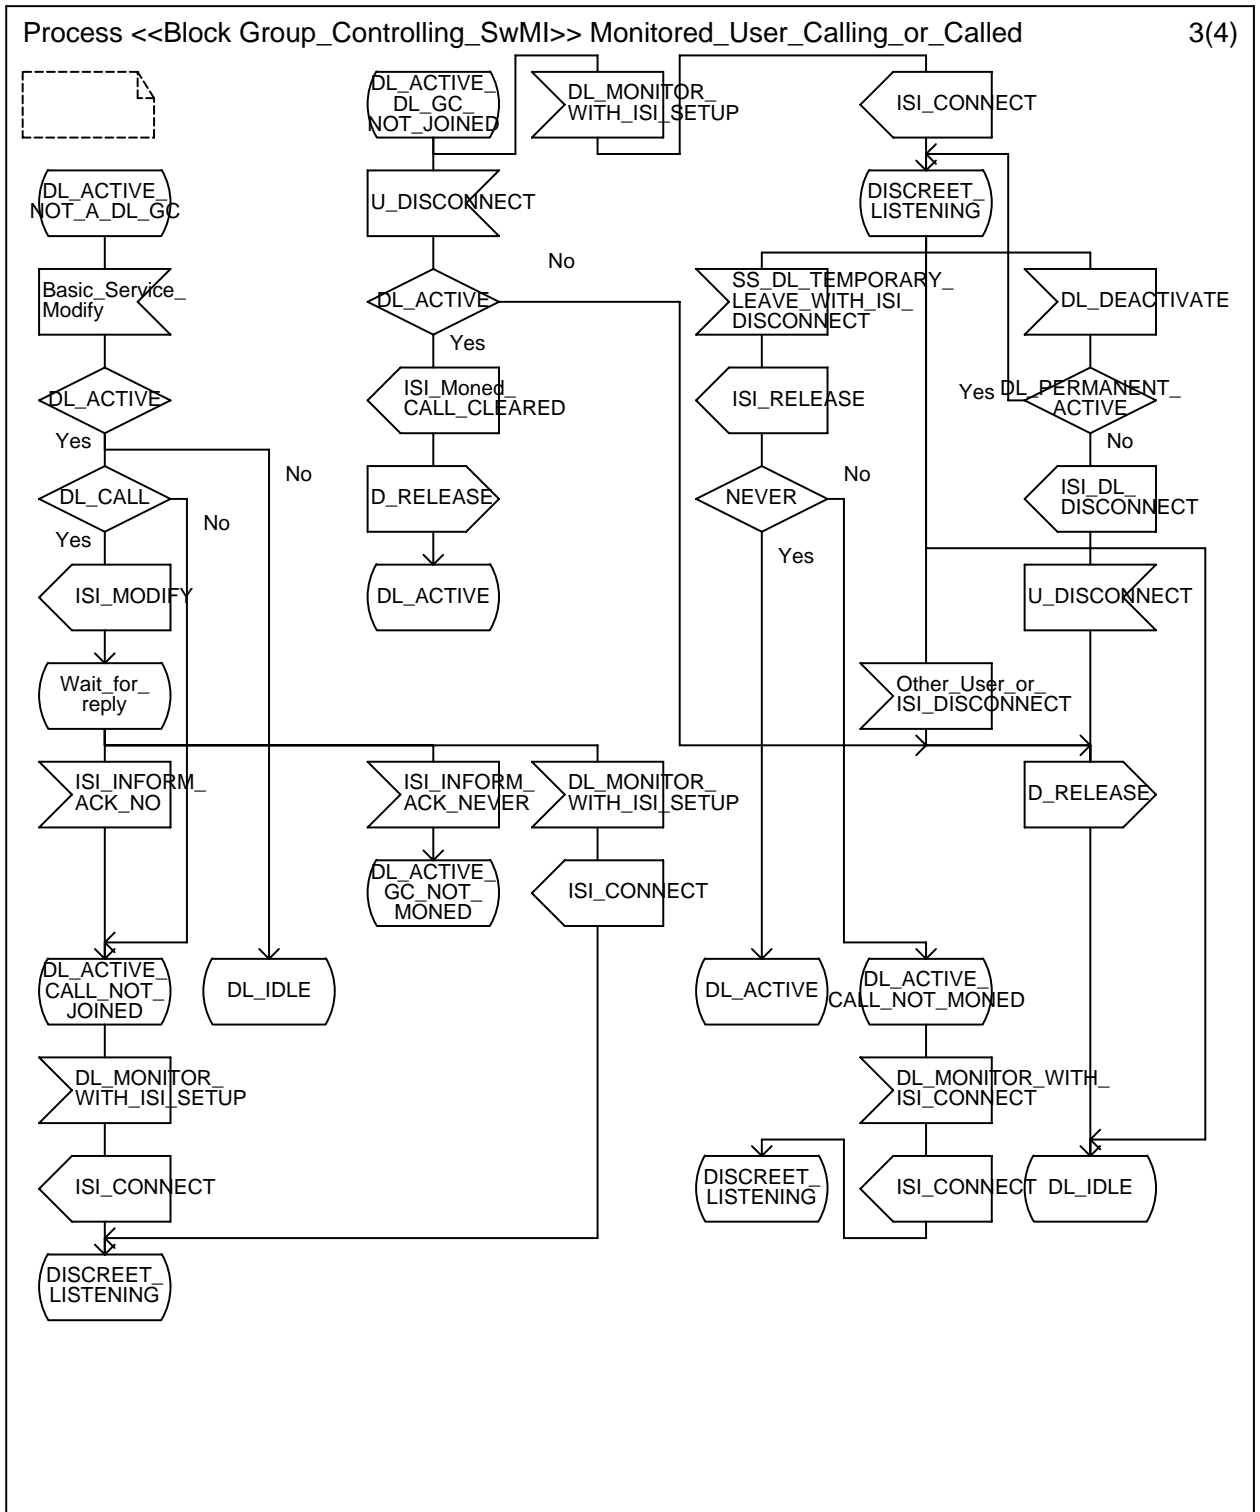 Process <<Block Group_Controlling_SwMI>> Monitored_User_Calling_or_Called
3(4)
DL_ACTIVE_
DL_GC_
NOT_JOINED
DL_MONITOR_
WITH_ISI_SETUP
ISI_CONNECT
DL_ACTIVE_
NOT_A_DL_GC
U_DISCONNECT
DISCREET_
LISTENING
Basic_Service_
Modify
DL_ACTIVE
No
SS_DL_TEMPORARY_
LEAVE_WITH_ISI_
DISCONNECT
DL_DEACTIVATE
Yes
DL_ACTIVE
ISI_Moned_
CALL_CLEARED
ISI_RELEASE
Yes
DL_PERMANENT_
ACTIVE
Yes
No
No
DL_CALL
No
D_RELEASE
NEVER
No
ISI_DL_
DISCONNECT
Yes
Yes
ISI_MODIFY
DL_ACTIVE
U_DISCONNECT
Wait_for_
reply
Other_User_or_
ISI_DISCONNECT
ISI_INFORM_
ACK_NO
ISI_INFORM_
ACK_NEVER
DL_MONITOR_
WITH_ISI_SETUP
D_RELEASE
DL_ACTIVE_
GC_NOT_
MONED
ISI_CONNECT
DL_ACTIVE_
CALL_NOT_
JOINED
DL_IDLE
DL_ACTIVE
DL_ACTIVE_
CALL_NOT_MONED
DL_MONITOR_
WITH_ISI_SETUP
DL_MONITOR_WITH_
ISI_CONNECT
ISI_CONNECT
DISCREET_
LISTENING
ISI_CONNECT
DL_IDLE
DISCREET_
LISTENING